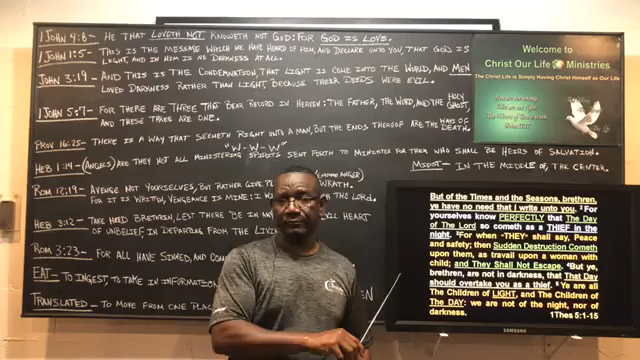 1 JOHN 4:8 - HE THAT LOVETH NOT KNOWETH NOT GOD: FOR GOD IS LOVE.
1 JOHN 1:5 - THIS IS THE MESSAGE WHICH WE HAVE HEARD OF HIM, AND DECLARE UNTO YOU, THAT GOD IS
LIGHT, AND IN HIM IS NO DARKNESS AT ALL.
JOHN 3:19 - AND THIS IS THE CONDEMNATION, THAT LIGHT IS COME INTO THE WORLD, AND MEN
LOVED DARKNESS RATHER THAN LIGHT, BECAUSE THEIR DEEDS WERE EVIL.
1 JOHN 5:7 - FOR THERE ARE THREE THAT BEAR RECORD IN HEAVEN: THE FATHER, THE WORD, AND THE HOLY GHOST,
AND THESE THREE ARE ONE.
PROV 16:25 - THERE IS A WAY THAT SEEMETH RIGHT UNTO A MAN, BUT THE ENDS THEREOF ARE THE WAYS OF DEATH.
"W-W-W"
HEB 1:14 - (ANGELS) ARE THEY NOT ALL MINISTERING SPIRITS SENT FORTH TO MINISTER FOR THEM WHO SHALL BE HEIRS OF SALVATION.
MIDST - IN THE MIDDLE OF, THE CENTER.
ROM 12:19 - AVENGE NOT YOURSELVES, BUT RATHER GIVE WRATH.
FOR IT IS WRITTEN, VENGEANCE IS MINE: I THE LORD.
HEB 3:12 - TAKE HEED BRETHREN, LEST THERE BE IN ANY EVIL HEART
OF UNBELIEF, IN DEPARTING FROM THE LIVING
ROM 3:23 - FOR ALL HAVE SINNED, AND
EAT - TO INGEST, TO TAKE IN INFORMATION
TRANSLATED - TO MOVE FROM ONE PLACE
Welcome to
Christ Our Life Ministries
The Christ Life is Simply Having Christ Himself as Our Life
But of the Times and the Seasons, brethren,
ye have no need that I write unto you. ² For
yourselves know PERFECTLY that The Day
of The Lord so cometh as a THIEF in the
night. ³ For when "THEY" shall say, Peace
and safety; then Sudden Destruction Cometh
upon them, as travail upon a woman with
child; and They Shall Not Escape. ⁴ But ye,
brethren, are not in darkness, that That Day
should overtake you as a thief. ⁵ Ye are all
The Children of LIGHT, and The Children of
The DAY: we are not of the night, nor of
darkness. 1Thes 5:1-15
SAMSUNG